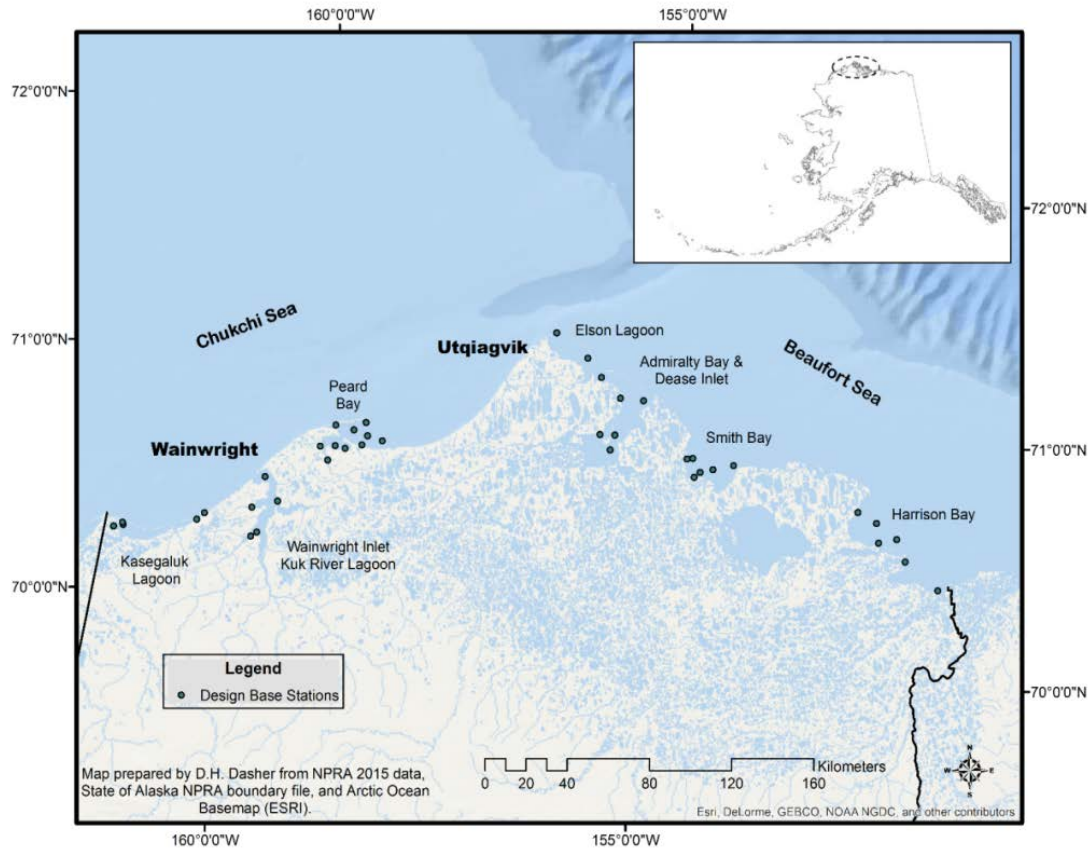 160°0'0"W
155°0'0"W
72°0'0"N
72°0'0"N
Chukchi Sea
71°0'0"N
Elson Lagoon
Utqiagvik
Admiralty Bay &
Dease Inlet
Beaufort Sea
Peard
Bay
Smith Bay
Wainwright
71°0'0"N
Harrison Bay
Wainwright Inlet
Kuk River Lagoon
Kasegaluk
Lagoon
70°0'0"N
Legend
Design Base Stations
70°0'0"N
N
W
E
S
Kilometers
0 20 40 80 120 160
Map prepared by D.H. Dasher from NPRA 2015 data,
State of Alaska NPRA boundary file, and Arctic Ocean
Basemap (ESRI).
Esri, DeLorme, GEBCO, NOAA NGDC, and other contributors
160°0'0"W
155°0'0"W